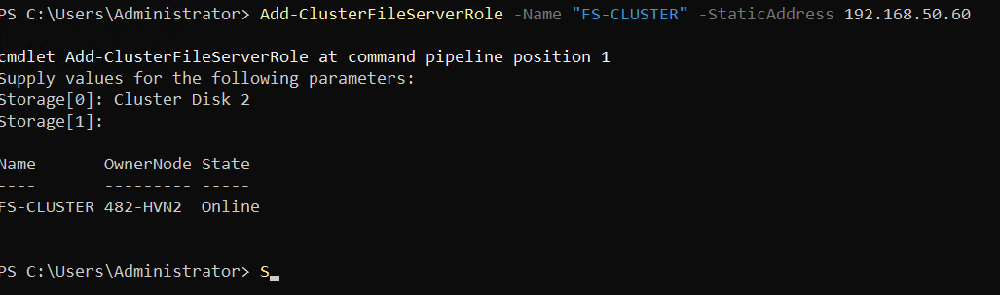 PS C:\Users\Administrator> Add-ClusterFileServerRole -Name "FS-CLUSTER" -StaticAddress 192.168.50.60
cmdlet Add-ClusterFileServerRole at command pipeline position 1
Supply values for the following parameters:
Storage[0]: Cluster Disk 2
Storage[1]:
Name OwnerNode State
---- --------- -----
FS-CLUSTER 482-HVN2 Online
PS C:\Users\Administrator> S